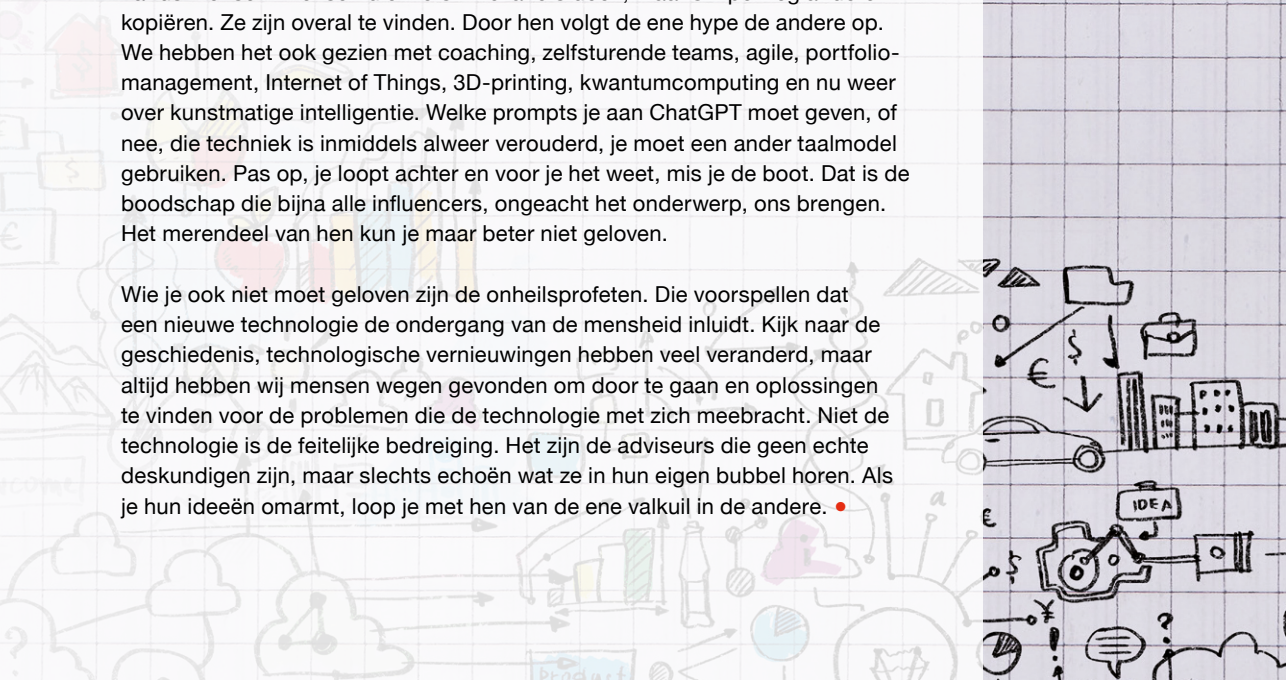 kopiëren. Ze zijn overal te vinden. Door hen volgt de ene hype de andere op.
We hebben het ook gezien met coaching, zelfsturende teams, agile, portfolio-
management, Internet of Things, 3D-printing, kwantumcomputing en nu weer
over kunstmatige intelligentie. Welke prompts je aan ChatGPT moet geven, of
nee, die techniek is inmiddels alweer verouderd, je moet een ander taalmodel
gebruiken. Pas op, je loopt achter en voor je het weet, mis je de boot. Dat is de
boodschap die bijna alle influencers, ongeacht het onderwerp, ons brengen.
Het merendeel van hen kun je maar beter niet geloven.
Wie je ook niet moet geloven zijn de onheilsprofeten. Die voorspellen dat
een nieuwe technologie de ondergang van de mensheid inluidt. Kijk naar de
geschiedenis, technologische vernieuwingen hebben veel veranderd, maar
altijd hebben wij mensen wegen gevonden om door te gaan en oplossingen
te vinden voor de problemen die de technologie met zich meebracht. Niet de
technologie is de feitelijke bedreiging. Het zijn de adviseurs die geen echte
deskundigen zijn, maar slechts echoën wat ze in hun eigen bubbel horen. Als
je hun ideeën omarmt, loop je met hen van de ene valkuil in de andere.
$
€
IDEA
€
$
¥
?
product